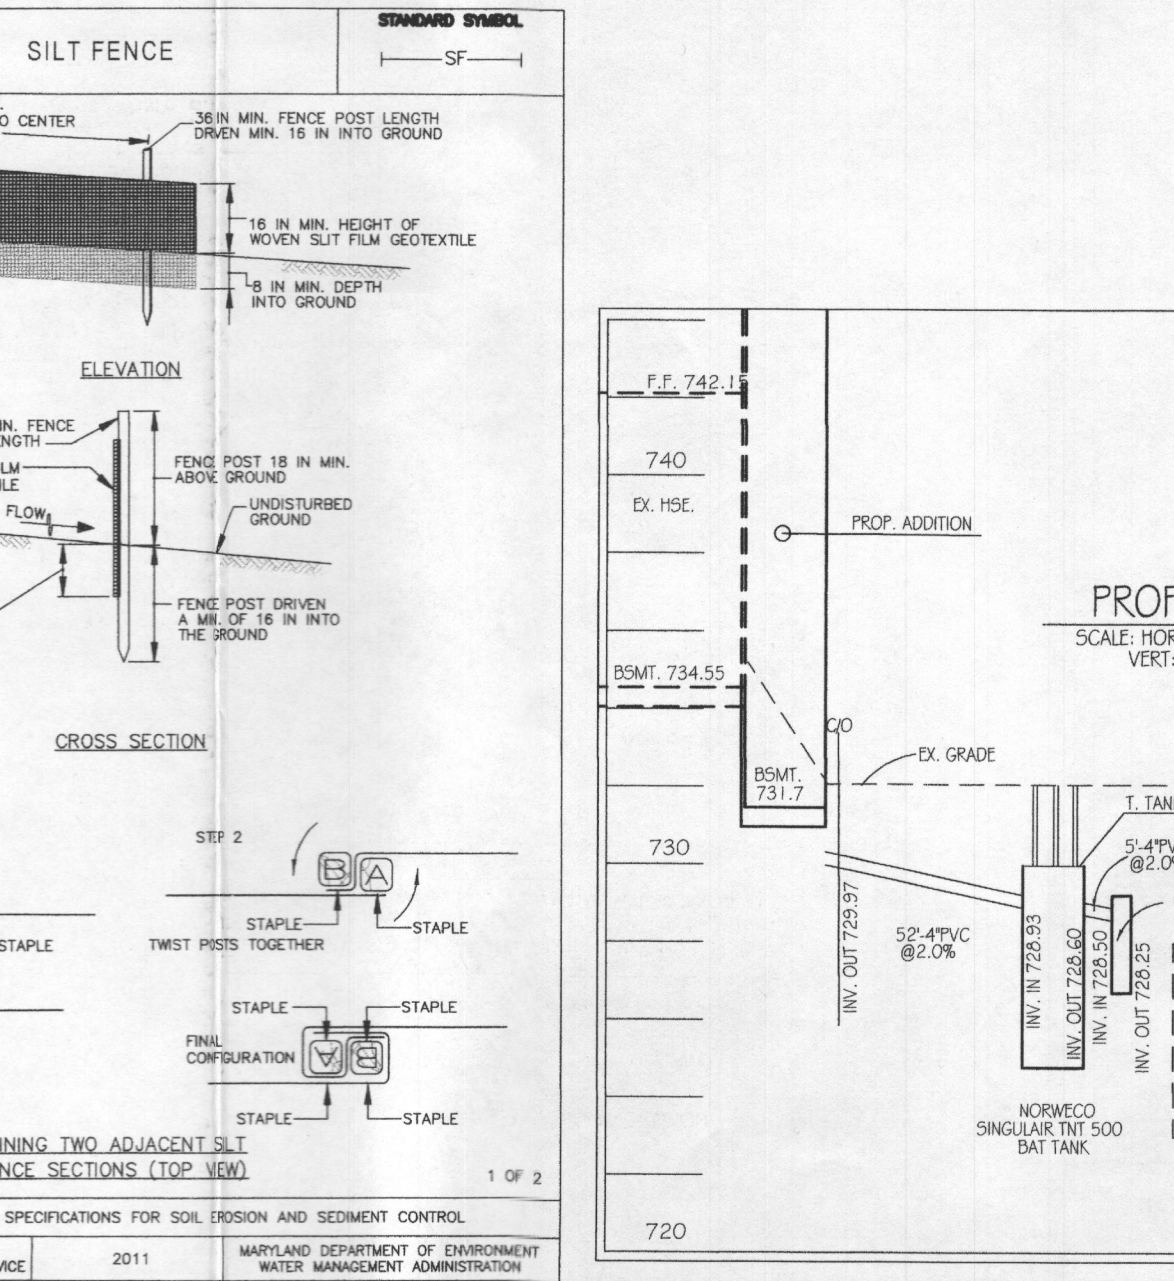 SILT FENCE
STANDARD SYMBOL
SF
O CENTER
36 IN MIN. FENCE POST LENGTH
DRIVEN MIN. 16 IN INTO GROUND
16 IN MIN. HEIGHT OF
WOVEN SLIT FILM GEOTEXTILE
8 IN MIN. DEPTH
INTO GROUND
ELEVATION
IN. FENCE
ENGTH
LM
ILE
FLOW
FENCE POST 18 IN MIN.
ABOVE GROUND
UNDISTURBED
GROUND
FENCE POST DRIVEN
A MIN. OF 16 IN INTO
THE GROUND
CROSS SECTION
STEP 2
B
A
STAPLE
STAPLE
STAPLE
TWIST POSTS TOGETHER
STAPLE
STAPLE
FINAL
CONFIGURATION
A
B
STAPLE
STAPLE
INING TWO ADJACENT SILT
NCE SECTIONS (TOP VIEW)
1 OF 2
SPECIFICATIONS FOR SOIL EROSION AND SEDIMENT CONTROL
VICE
2011
MARYLAND DEPARTMENT OF ENVIRONMENT
WATER MANAGEMENT ADMINISTRATION
F.F. 742.15
740
EX. HSE.
PROP. ADDITION
PROF
SCALE: HOR
VERT:
BSMT. 734.55
C/O
EX. GRADE
BSMT.
731.7
T. TAN
5'-4"PV
@2.0%
730
INV. OUT 729.97
52'-4"PVC
@2.0%
INV. IN 728.93
INV. OUT 728.60
INV. IN 728.50
INV. OUT 728.25
NORWECO
SINGULAIR TNT 500
BAT TANK
720